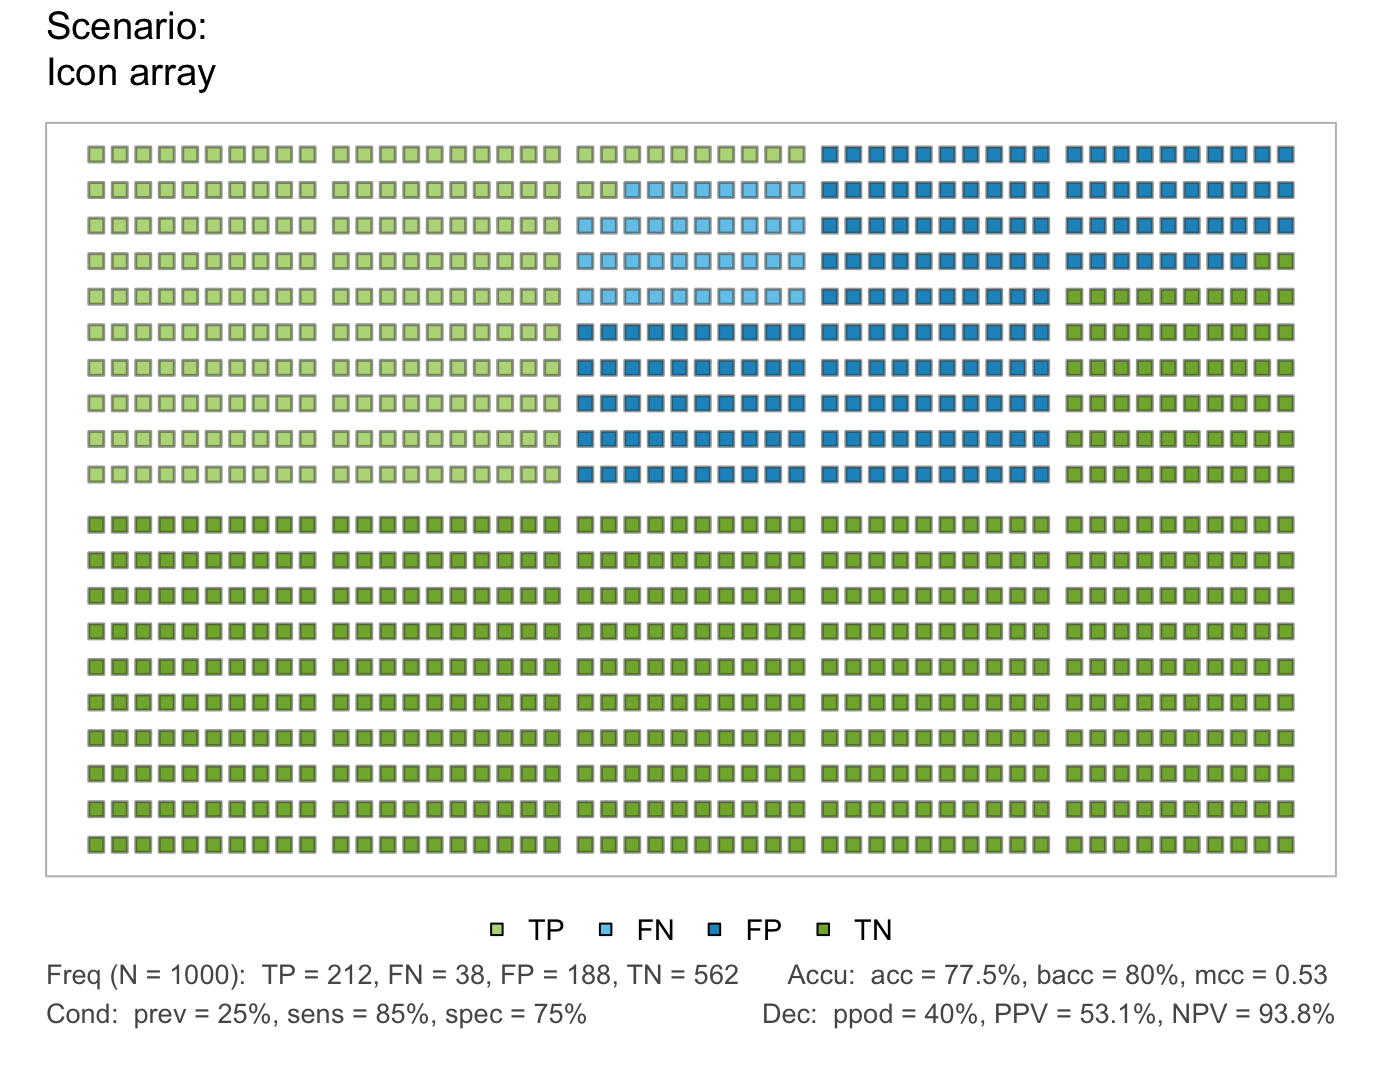 Scenario:
Icon array
TP FN FP TN
Freq (N = 1000): TP = 212, FN = 38, FP = 188, TN = 562 Accu: acc = 77.5%, bacc = 80%, mcc = 0.53
Cond: prev = 25%, sens = 85%, spec = 75% Dec: ppod = 40%, PPV = 53.1%, NPV = 93.8%